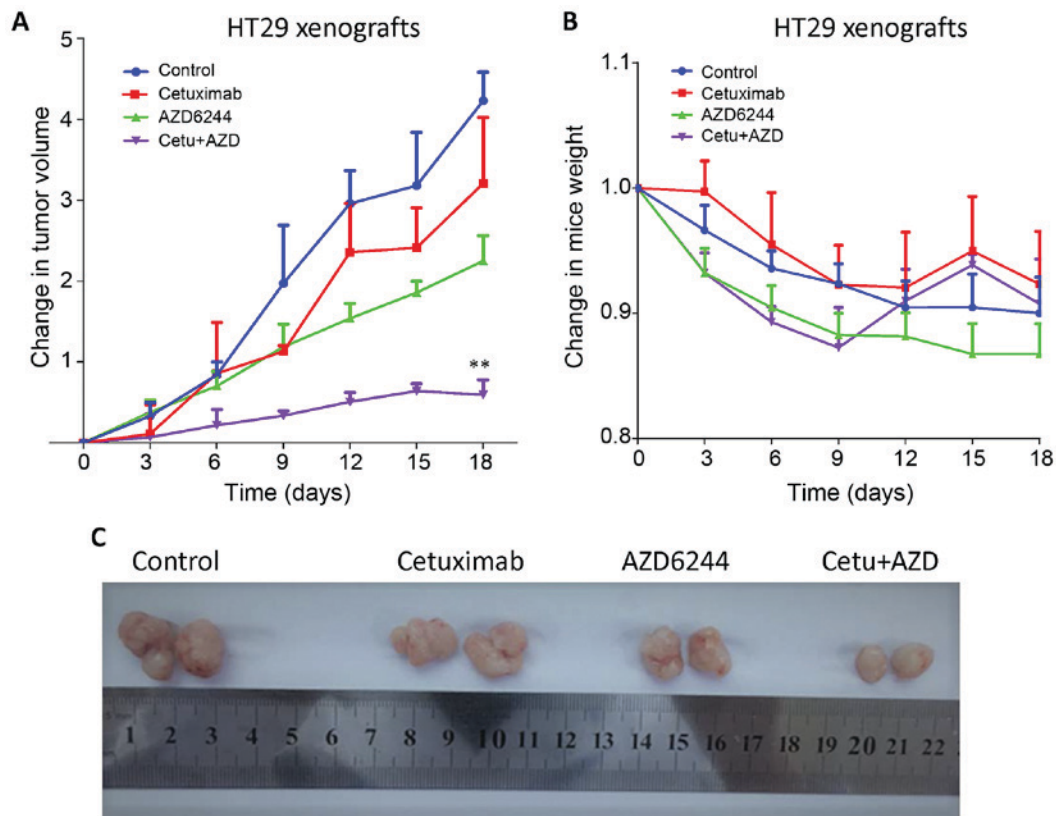 A
HT29 xenografts
Control
Cetuximab
AZD6244
Cetu+AZD
Change in tumor volume
5
4
3
2
1
**
0 3 6 9 12 15 18
Time (days)
B
HT29 xenografts
Control
Cetuximab
AZD6244
Cetu+AZD
Change in mice weight
1.1
1.0
0.9
0.8
0 3 6 9 12 15 18
Time (days)
C
Control Cetuximab AZD6244 Cetu+AZD
1 2 3 4 5 6 7 8 9 10 11 12 13 14 15 16 17 18 19 20 21 22